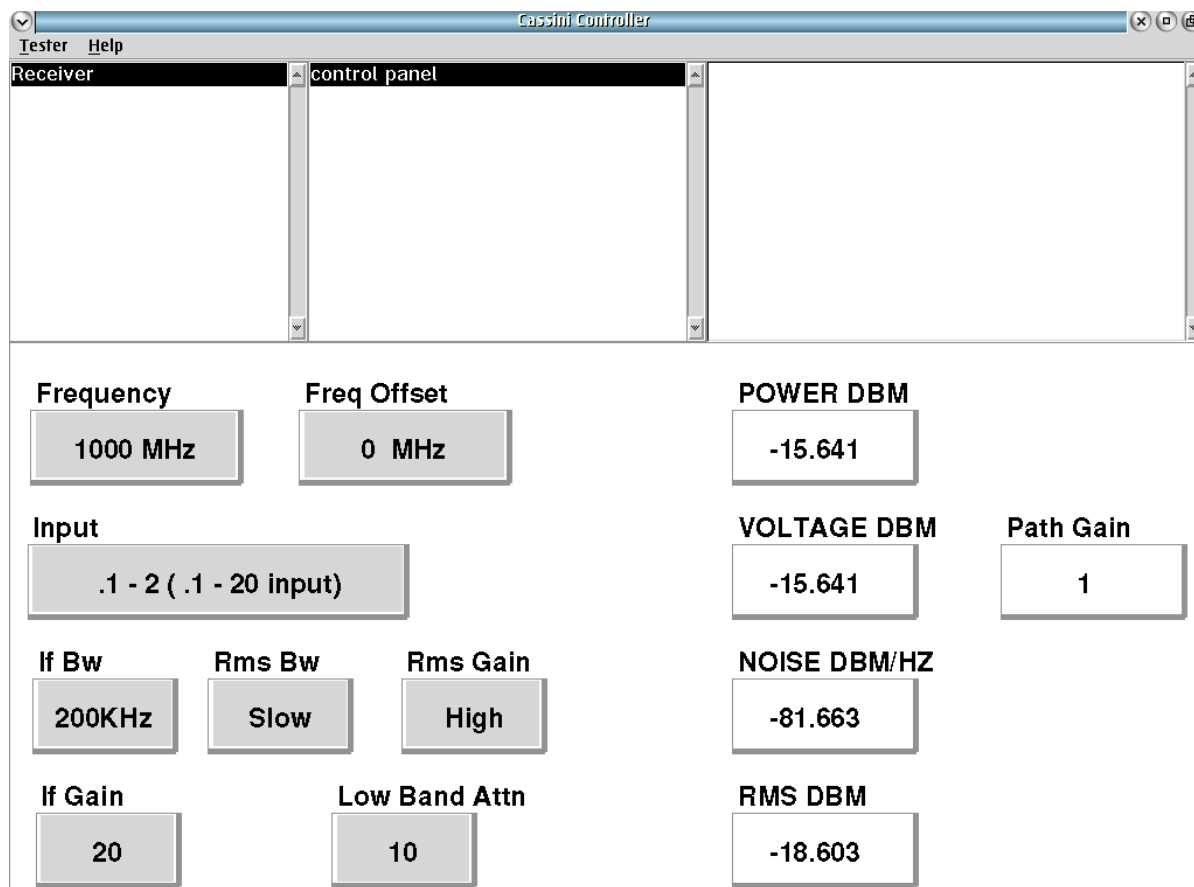 Cassini Controller
Tester Help
Receiver
control panel
Frequency Freq Offset POWER DBM
1000 MHz 0 MHz -15.641
Input VOLTAGE DBM Path Gain
.1 - 2 ( .1 - 20 input) -15.641 1
If Bw Rms Bw Rms Gain NOISE DBM/HZ
200KHz Slow High -81.663
If Gain Low Band Attn RMS DBM
20 10 -18.603